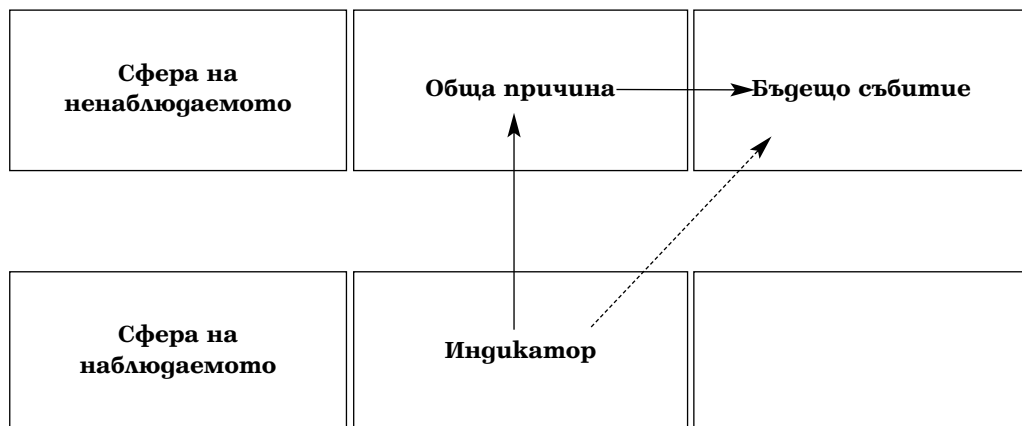 Сфера на
ненаблюдаемото
Обща причина
Бъдещо събитие
Сфера на
наблюдаемото
Индикатор